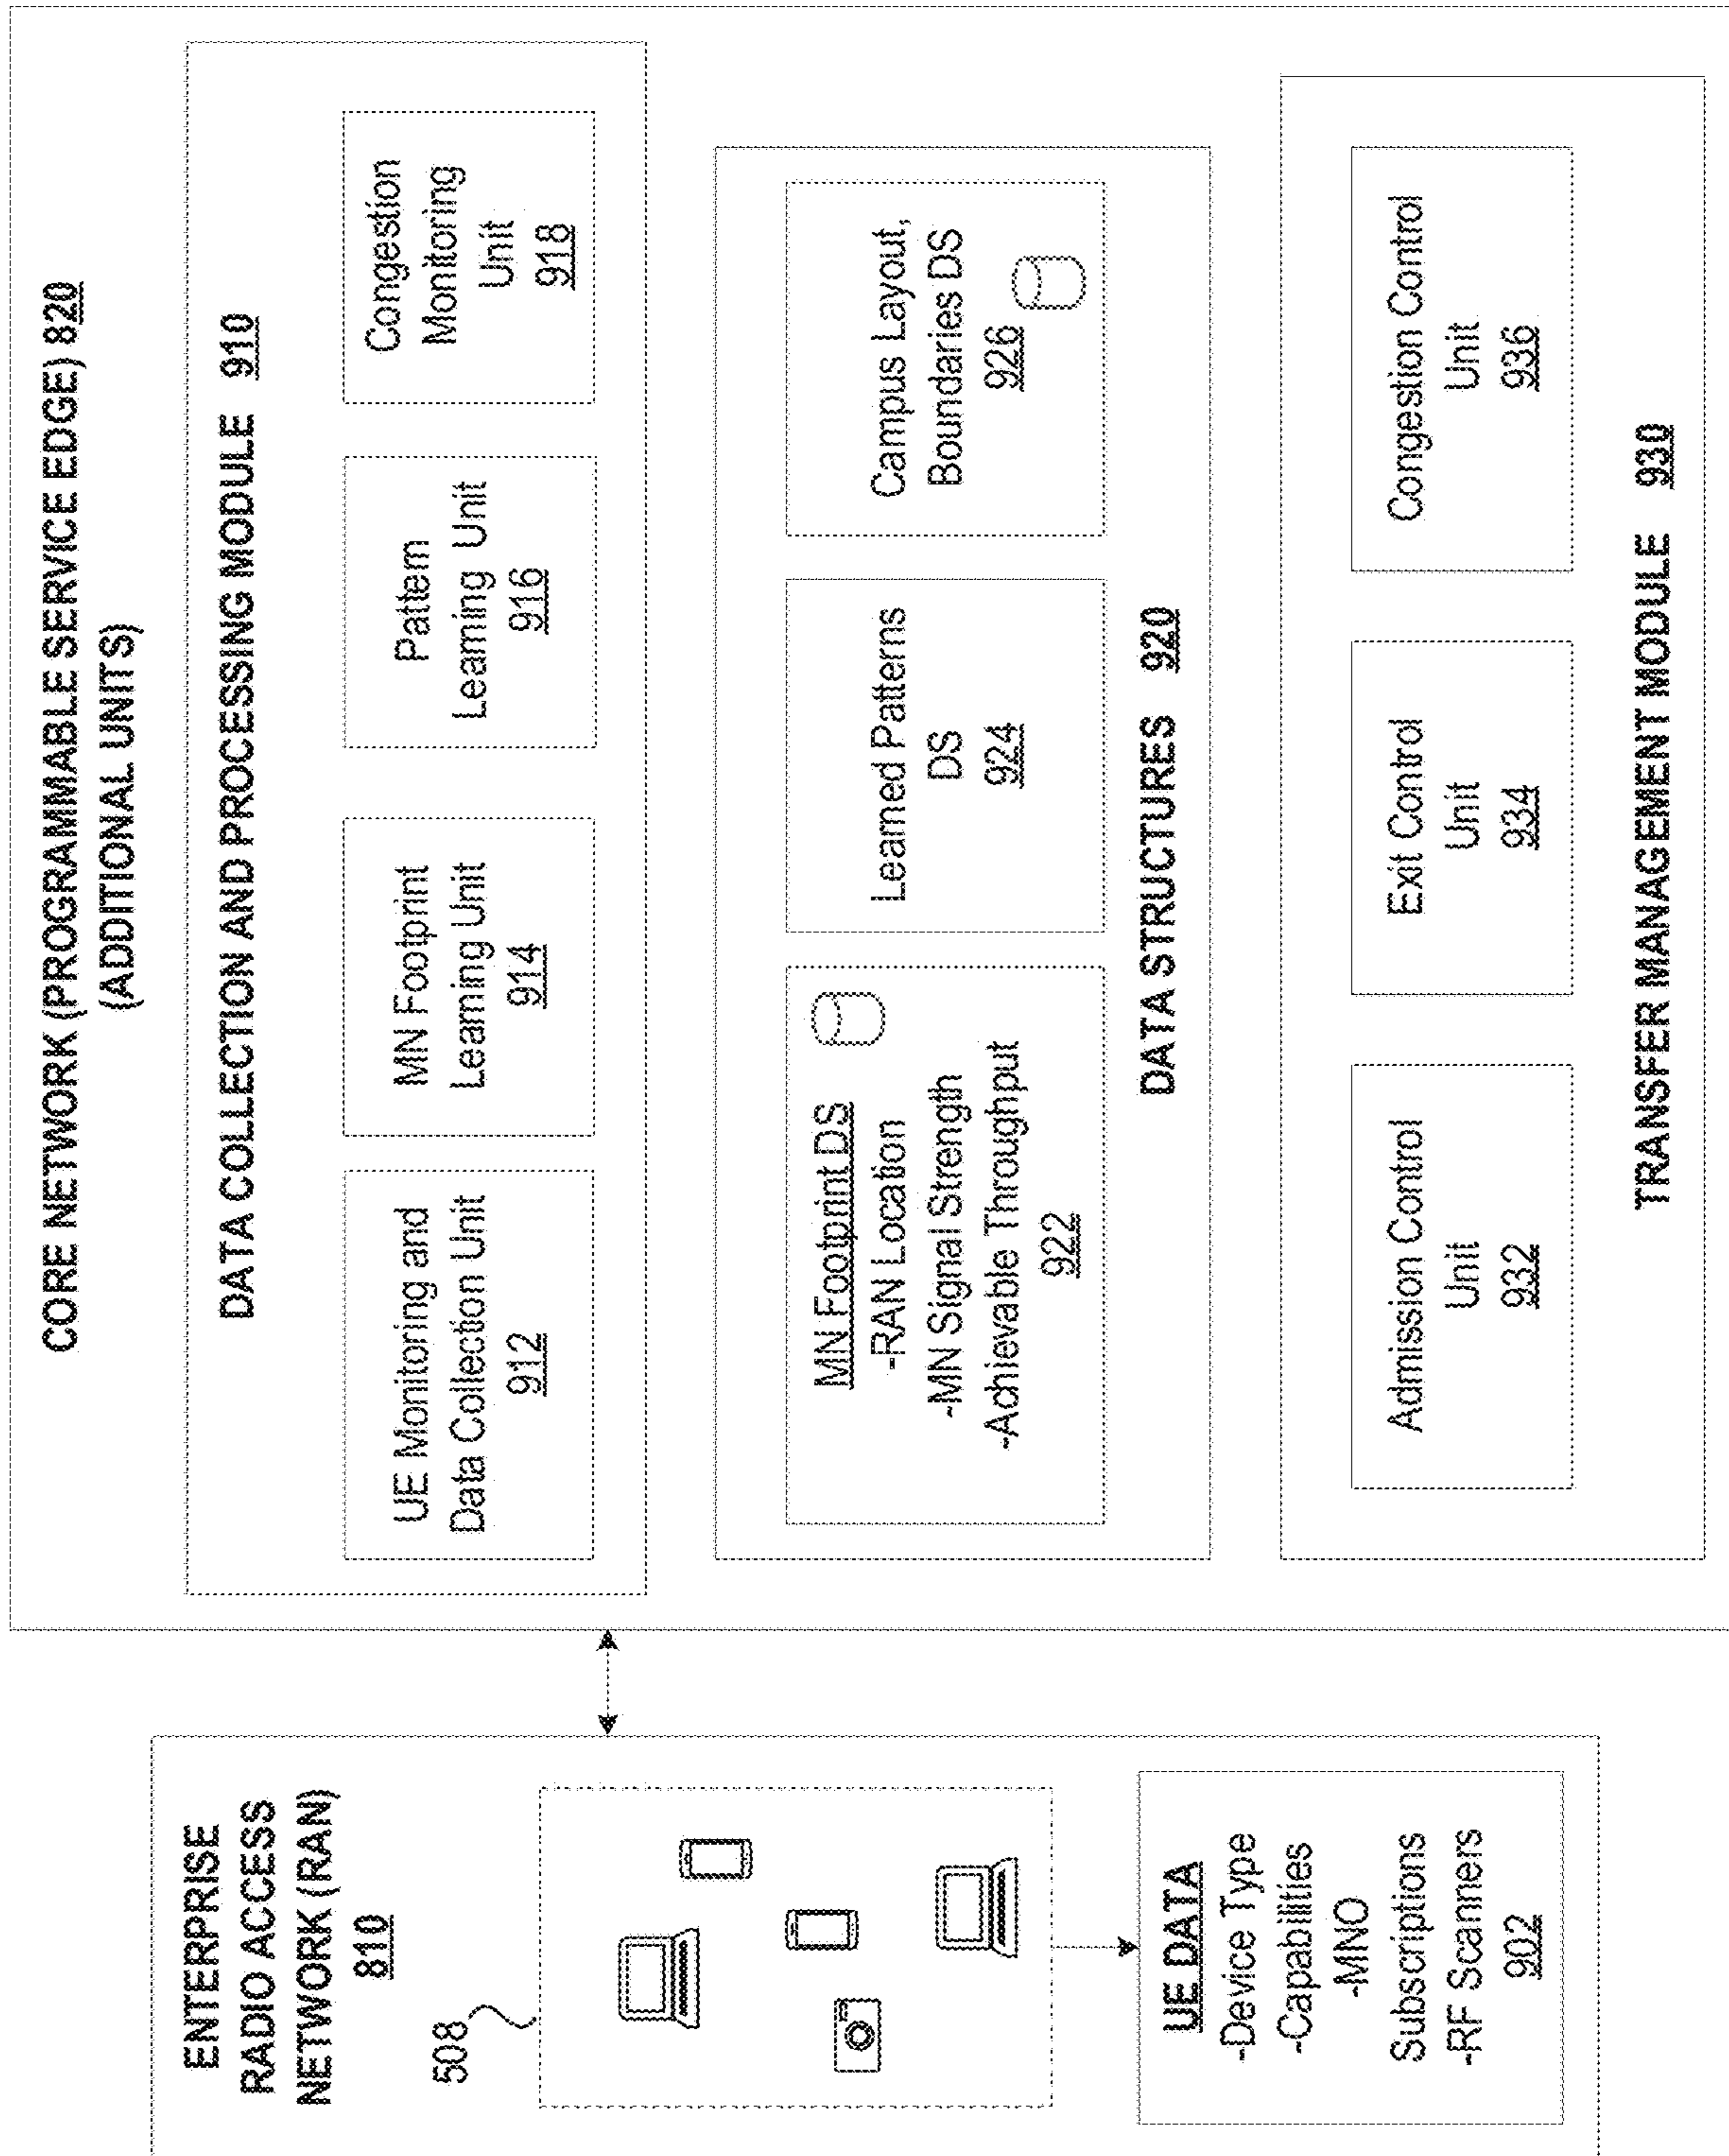 ENTERPRISE
RADIO ACCESS
NETWORK (RAN)
810
508
UE DATA
-Device Type
-Capabilities
-MNO
Subscriptions
-RF Scanners
902
CORE NETWORK (PROGRAMMABLE SERVICE EDGE) 820
(ADDITIONAL UNITS)
DATA COLLECTION AND PROCESSING MODULE 910
UE Monitoring and
Data Collection Unit
912
MN Footprint
Learning Unit
914
Pattern
Learning Unit
916
Congestion
Monitoring
Unit
918
MN Footprint DS
-RAN Location
-MN Signal Strength
-Achievable Throughput
922
Learned Patterns
DS
924
Campus Layout,
Boundaries DS
926
DATA STRUCTURES 920
Admission Control
Unit
932
Exit Control
Unit
934
Congestion Control
Unit
936
TRANSFER MANAGEMENT MODULE 930